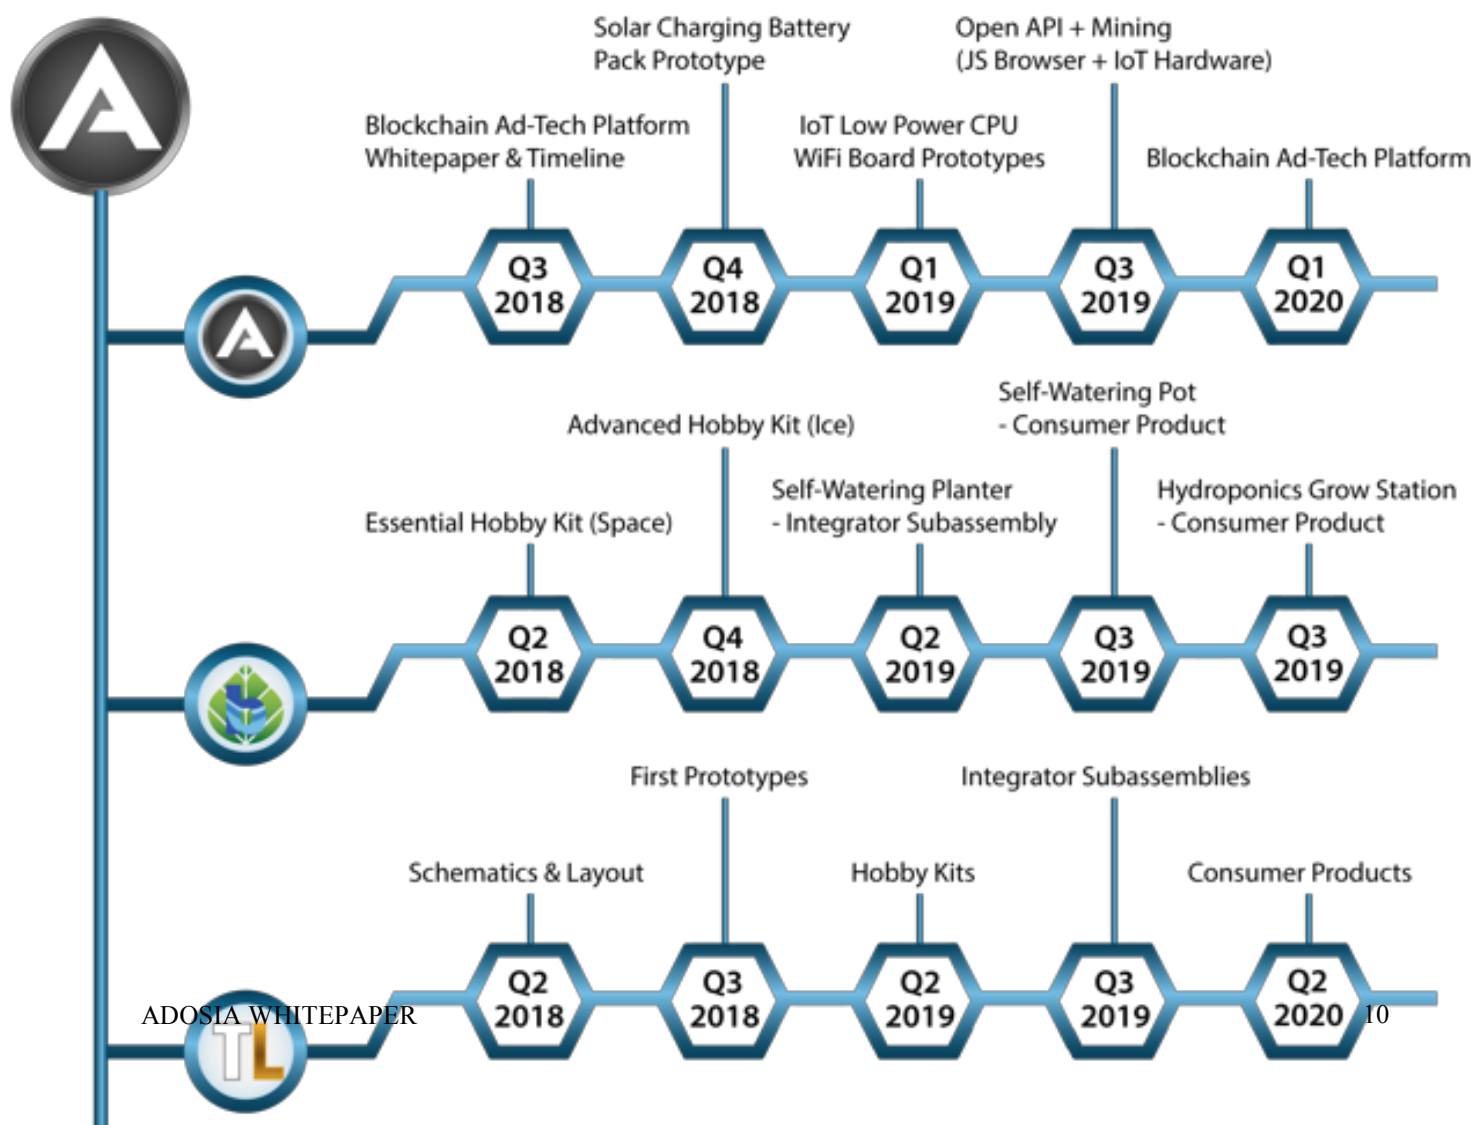 Solar Charging Battery
Pack Prototype
Open API + Mining
(JS Browser + IoT Hardware)
Blockchain Ad-Tech Platform
Whitepaper & Timeline
IoT Low Power CPU
WiFi Board Prototypes
Blockchain Ad-Tech Platform
Q3
2018
Q4
2018
Q1
2019
Q3
2019
Q1
2020
Self-Watering Pot
- Consumer Product
Advanced Hobby Kit (Ice)
Self-Watering Planter
- Integrator Subassembly
Hydroponics Grow Station
- Consumer Product
Essential Hobby Kit (Space)
Q2
2018
Q4
2018
Q2
2019
Q3
2019
Q3
2019
First Prototypes
Integrator Subassemblies
Schematics & Layout
Hobby Kits
Consumer Products
Q2
2018
Q3
2018
Q2
2019
Q3
2019
Q2
2020
ADOSIA WHITEPAPER
10
TL